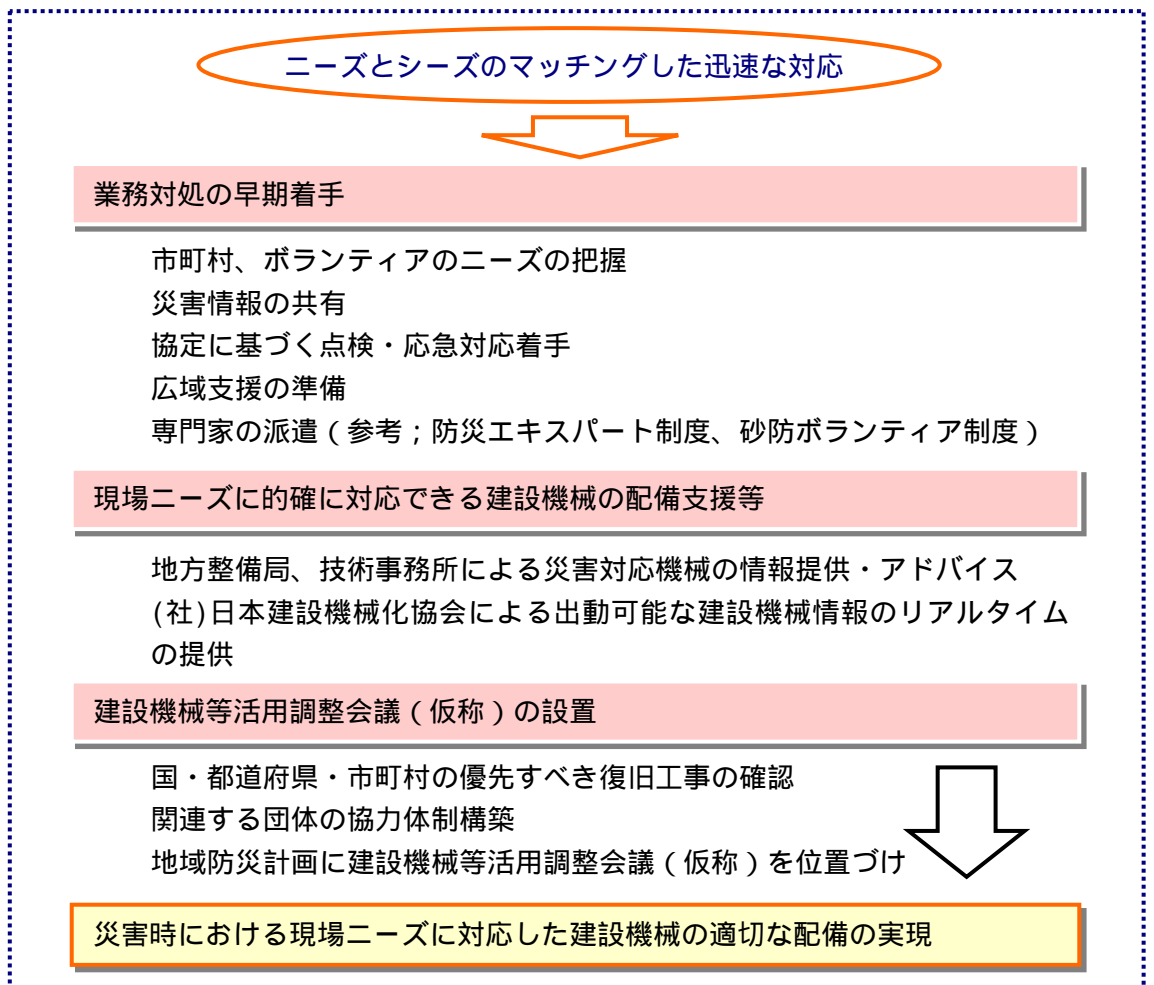 ニーズとシーズのマッチングした迅速な対応
業務対処の早期着手
市町村、ボランティアのニーズの把握
災害情報の共有
協定に基づく点検・応急対応着手
広域支援の準備
専門家の派遣（参考；防災エキスパート制度、砂防ボランティア制度）
現場ニーズに的確に対応できる建設機械の配備支援等
地方整備局、技術事務所による災害対応機械の情報提供・アドバイス
(社)日本建設機械化協会による出動可能な建設機械情報のリアルタイム
の提供
建設機械等活用調整会議（仮称）の設置
国・都道府県・市町村の優先すべき復旧工事の確認
関連する団体の協力体制構築
地域防災計画に建設機械等活用調整会議（仮称）を位置づけ
災害時における現場ニーズに対応した建設機械の適切な配備の実現